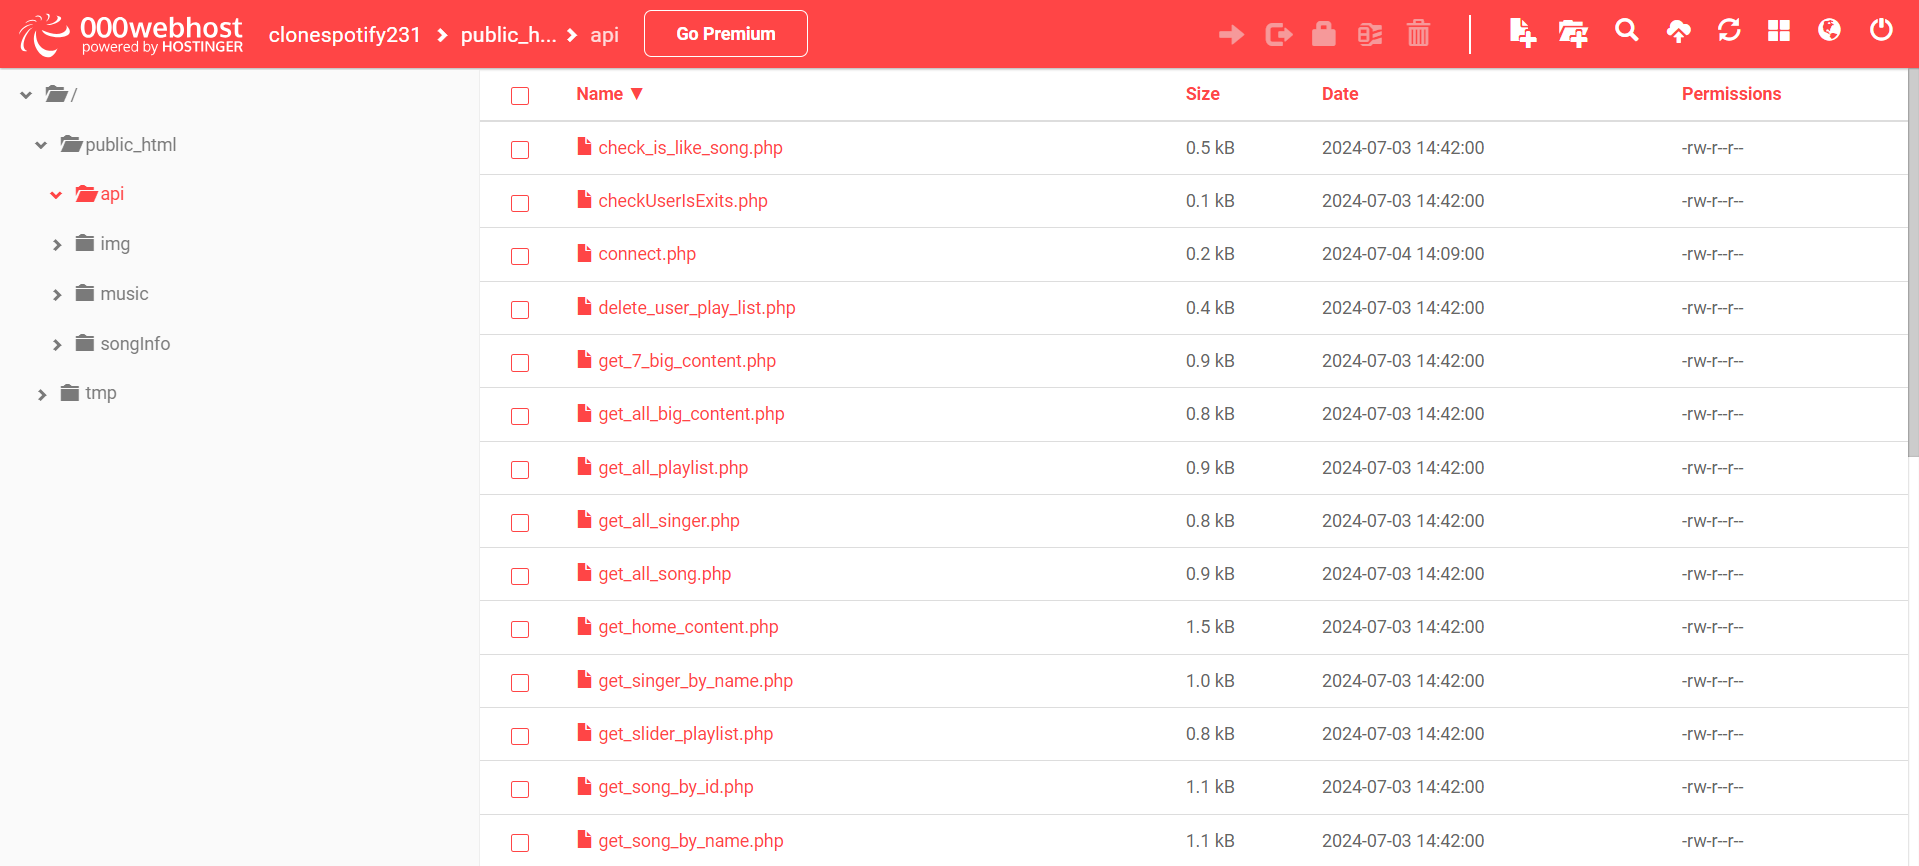 000webhost
powered by HOSTINGER
clonespotify231 public_h... api
Go Premium
/
public_html
api
img
music
songInfo
tmp
Name ▼ Size Date Permissions
check_is_like_song.php 0.5 kB 2024-07-03 14:42:00 -rw-r--r--
checkUserIsExits.php 0.1 kB 2024-07-03 14:42:00 -rw-r--r--
connect.php 0.2 kB 2024-07-04 14:09:00 -rw-r--r--
delete_user_play_list.php 0.4 kB 2024-07-03 14:42:00 -rw-r--r--
get_7_big_content.php 0.9 kB 2024-07-03 14:42:00 -rw-r--r--
get_all_big_content.php 0.8 kB 2024-07-03 14:42:00 -rw-r--r--
get_all_playlist.php 0.9 kB 2024-07-03 14:42:00 -rw-r--r--
get_all_singer.php 0.8 kB 2024-07-03 14:42:00 -rw-r--r--
get_all_song.php 0.9 kB 2024-07-03 14:42:00 -rw-r--r--
get_home_content.php 1.5 kB 2024-07-03 14:42:00 -rw-r--r--
get_singer_by_name.php 1.0 kB 2024-07-03 14:42:00 -rw-r--r--
get_slider_playlist.php 0.8 kB 2024-07-03 14:42:00 -rw-r--r--
get_song_by_id.php 1.1 kB 2024-07-03 14:42:00 -rw-r--r--
get_song_by_name.php 1.1 kB 2024-07-03 14:42:00 -rw-r--r--